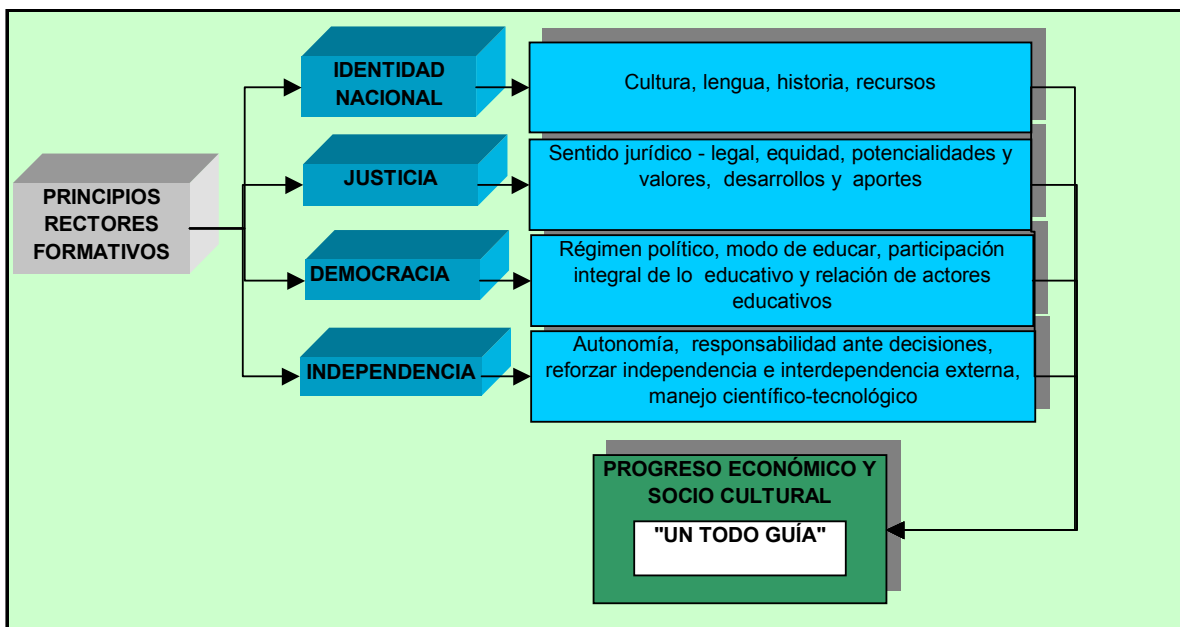 PRINCIPIOS
RECTORES
FORMATIVOS
IDENTIDAD
NACIONAL
Cultura, lengua, historia, recursos
JUSTICIA
Sentido jurídico - legal, equidad, potencialidades y
valores, desarrollos y aportes
DEMOCRACIA
Régimen político, modo de educar, participación
integral de lo educativo y relación de actores
educativos
INDEPENDENCIA
Autonomía, responsabilidad ante decisiones,
reforzar independencia e interdependencia externa,
manejo científico-tecnológico
PROGRESO ECONÓMICO Y
SOCIO CULTURAL
"UN TODO GUÍA"